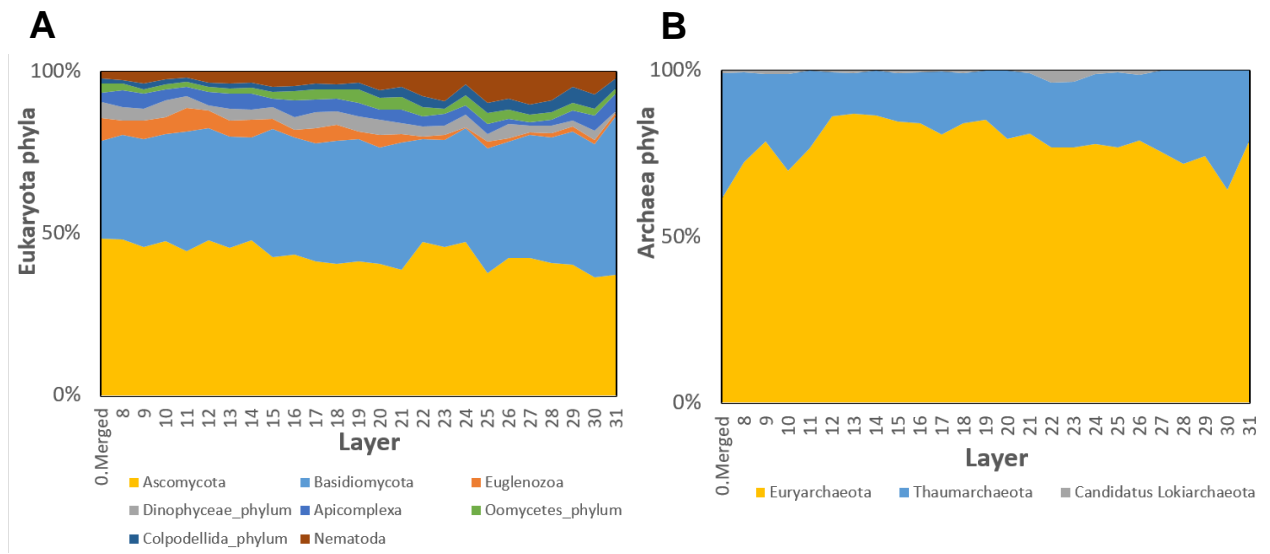 A
100%
50%
0%
Eukaryota phyla
0.Merged 8 9 10 11 12 13 14 15 16 17 18 19 20 21 22 23 24 25 26 27 28 29 30 31
Layer
Ascomycota Basidiomycota Euglenozoa
Dinophyceae_phylum Apicomplexa Oomycetes_phylum
Colpodellida_phylum Nematoda
B
100%
50%
0%
Archaea phyla
0.Merged 8 9 10 11 12 13 14 15 16 17 18 19 20 21 22 23 24 25 26 27 28 29 30 31
Layer
Euryarchaeota Thaumarchaeota Candidatus Lokiarchaeota